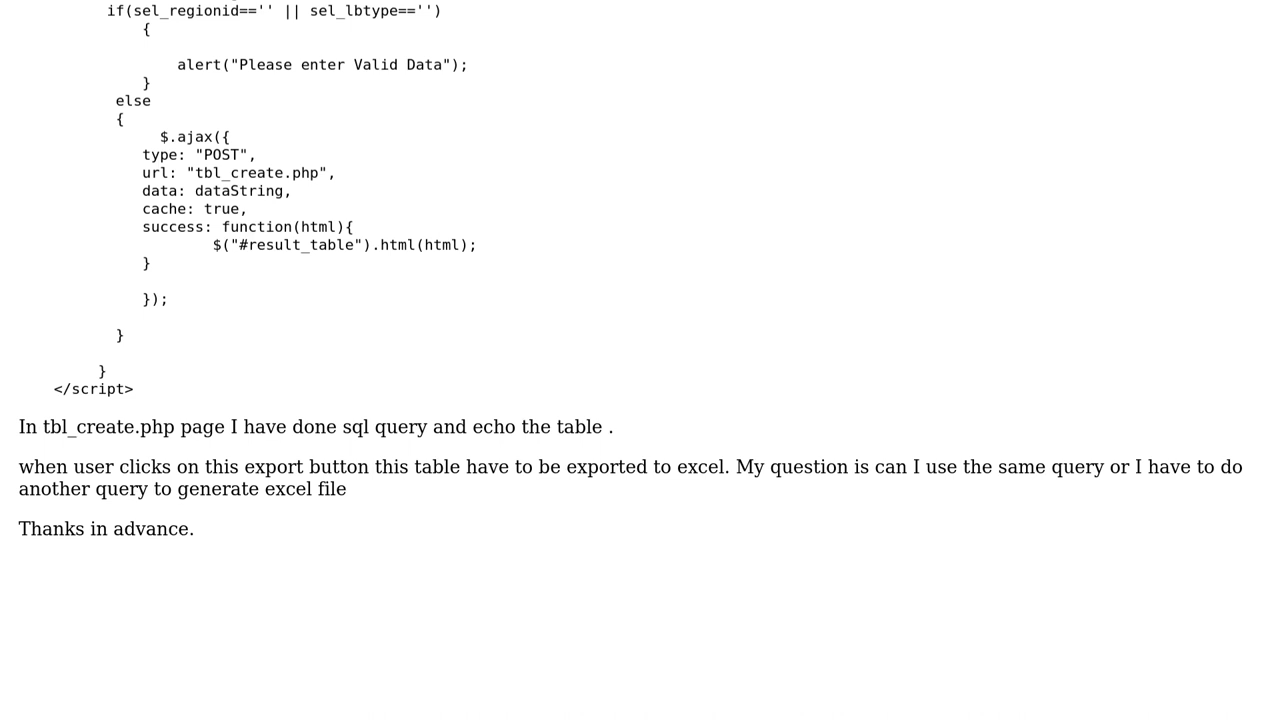 if(sel_regionid=='' || sel_lbtype=='')
{
alert("Please enter Valid Data");
}
else
{
$.ajax({
type: "POST",
url: "tbl_create.php",
data: dataString,
cache: true,
success: function(html){
$("#result_table").html(html);
}
});
}
}
</script>
In tbl_create.php page I have done sql query and echo the table .
when user clicks on this export button this table have to be exported to excel. My question is can I use the same query or I have to do
another query to generate excel file
Thanks in advance.